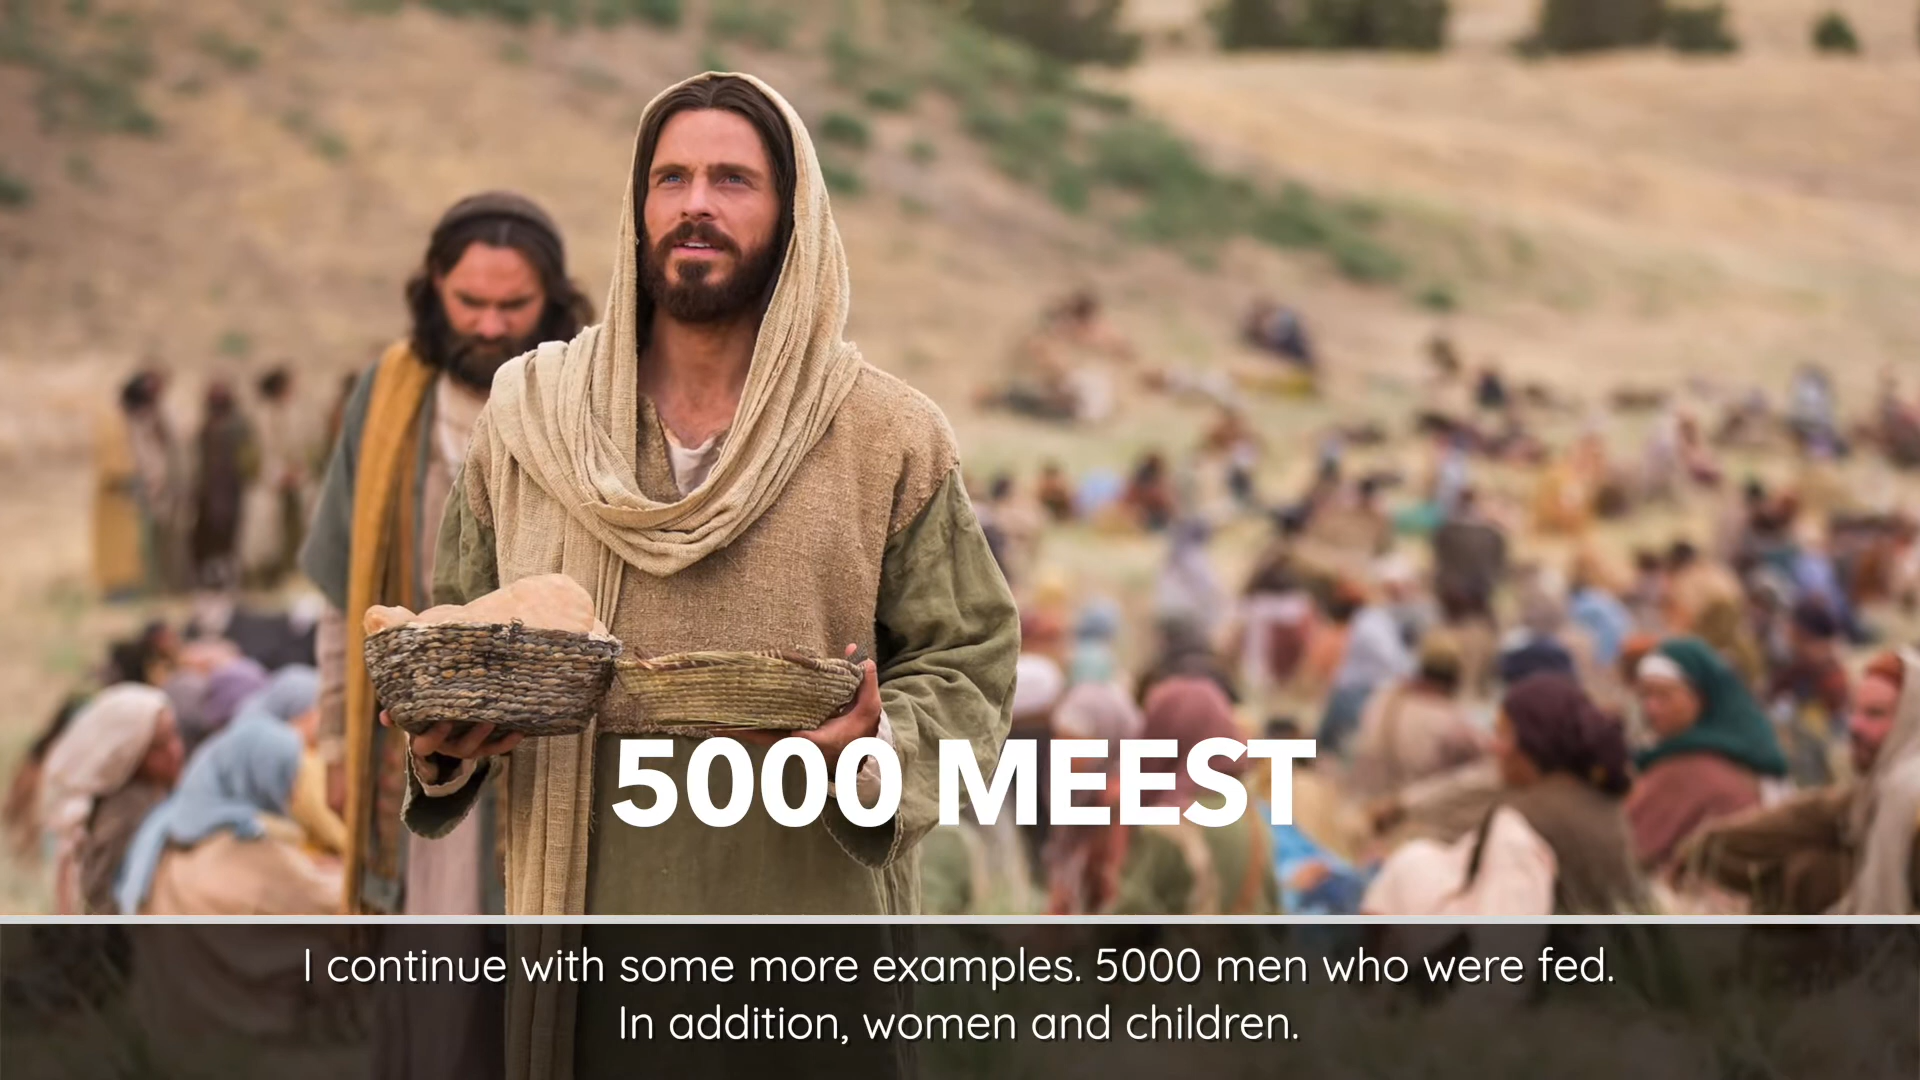 5000 MEEST
I continue with some more examples. 5000 men who were fed.
In addition, women and children.